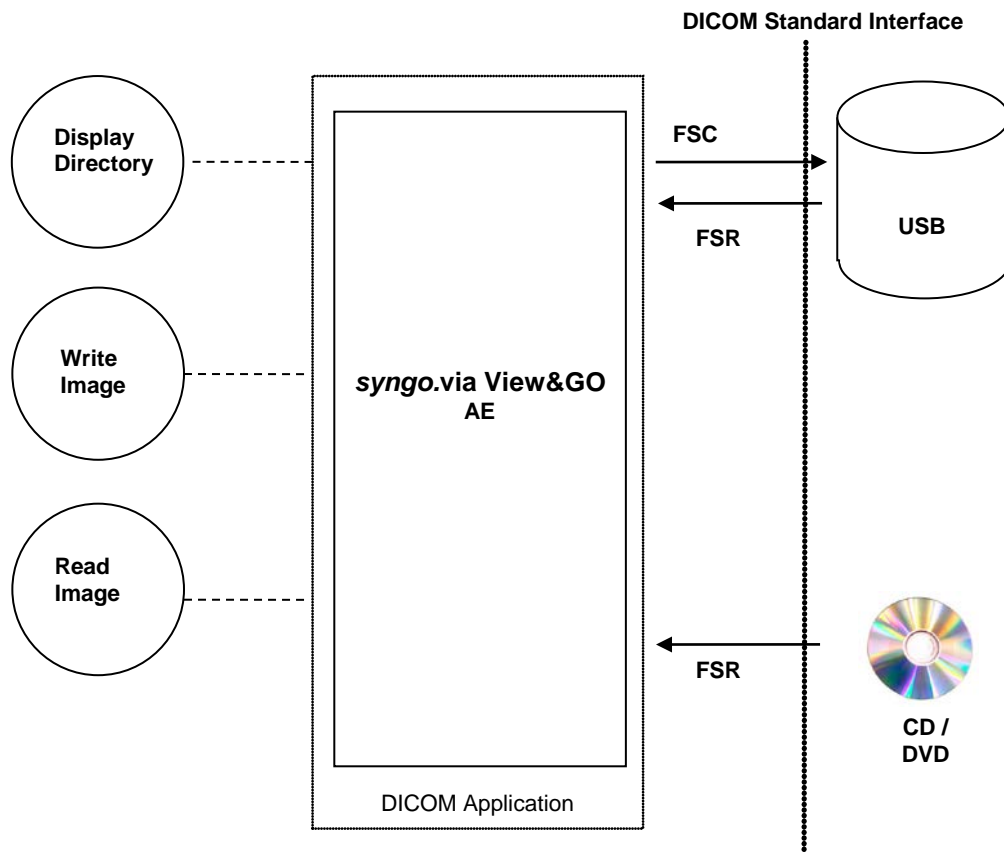 DICOM Standard Interface
Display
Directory
FSC
FSR
USB
Write
Image
syngo.via View&GO
AE
Read
Image
FSR
CD /
DVD
DICOM Application